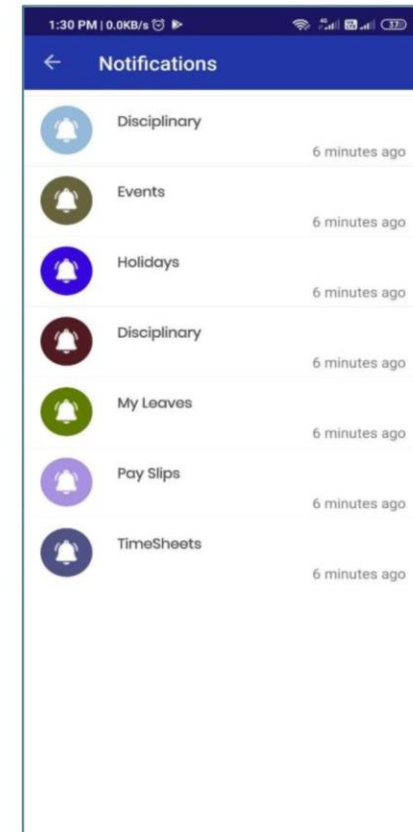 1:30 PM | 0.0KB/s
Notifications
Disciplinary
6 minutes ago
Events
6 minutes ago
Holidays
6 minutes ago
Disciplinary
6 minutes ago
My Leaves
6 minutes ago
Pay Slips
6 minutes ago
TimeSheets
6 minutes ago